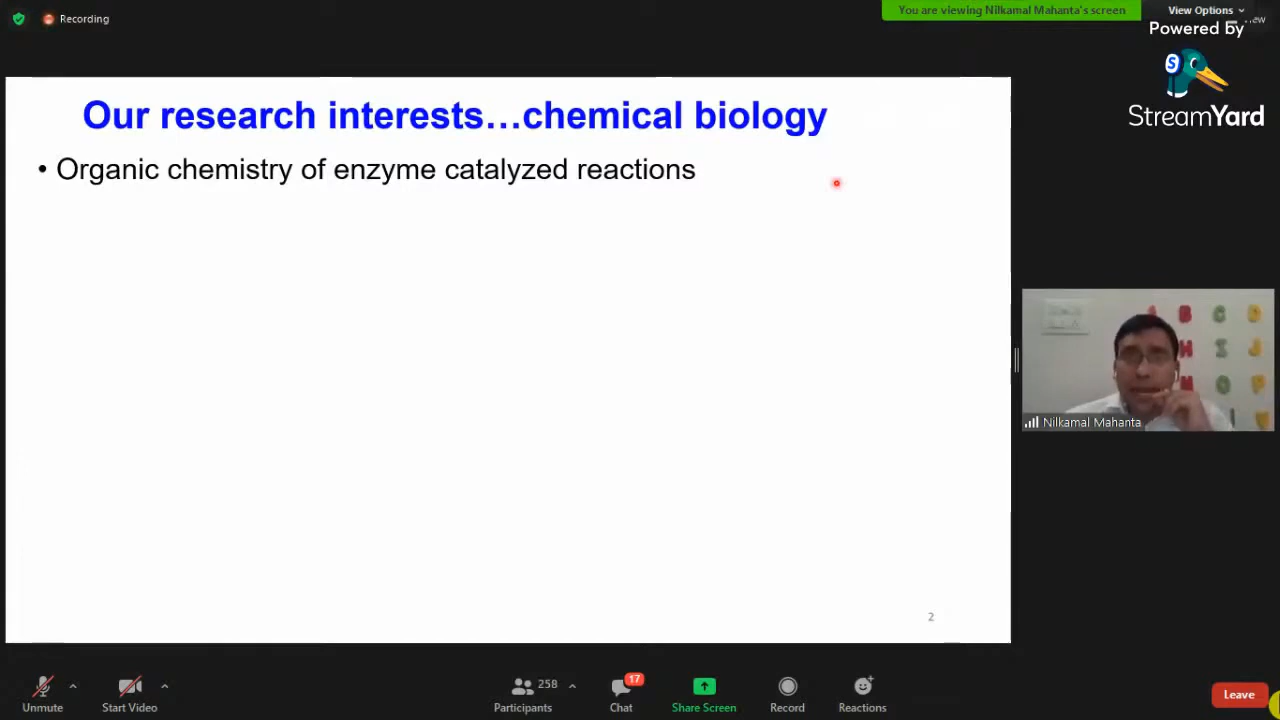 Recording
You are viewing Nilkamal Mahanta's screen
View Options
Powered by
S
StreamYard
Our research interests…chemical biology
• Organic chemistry of enzyme catalyzed reactions
2
A B C D
H I J
N O P
Nilkamal Mahanta
Unmute
Start Video
258
Participants
17
Chat
Share Screen
Record
Reactions
Leave